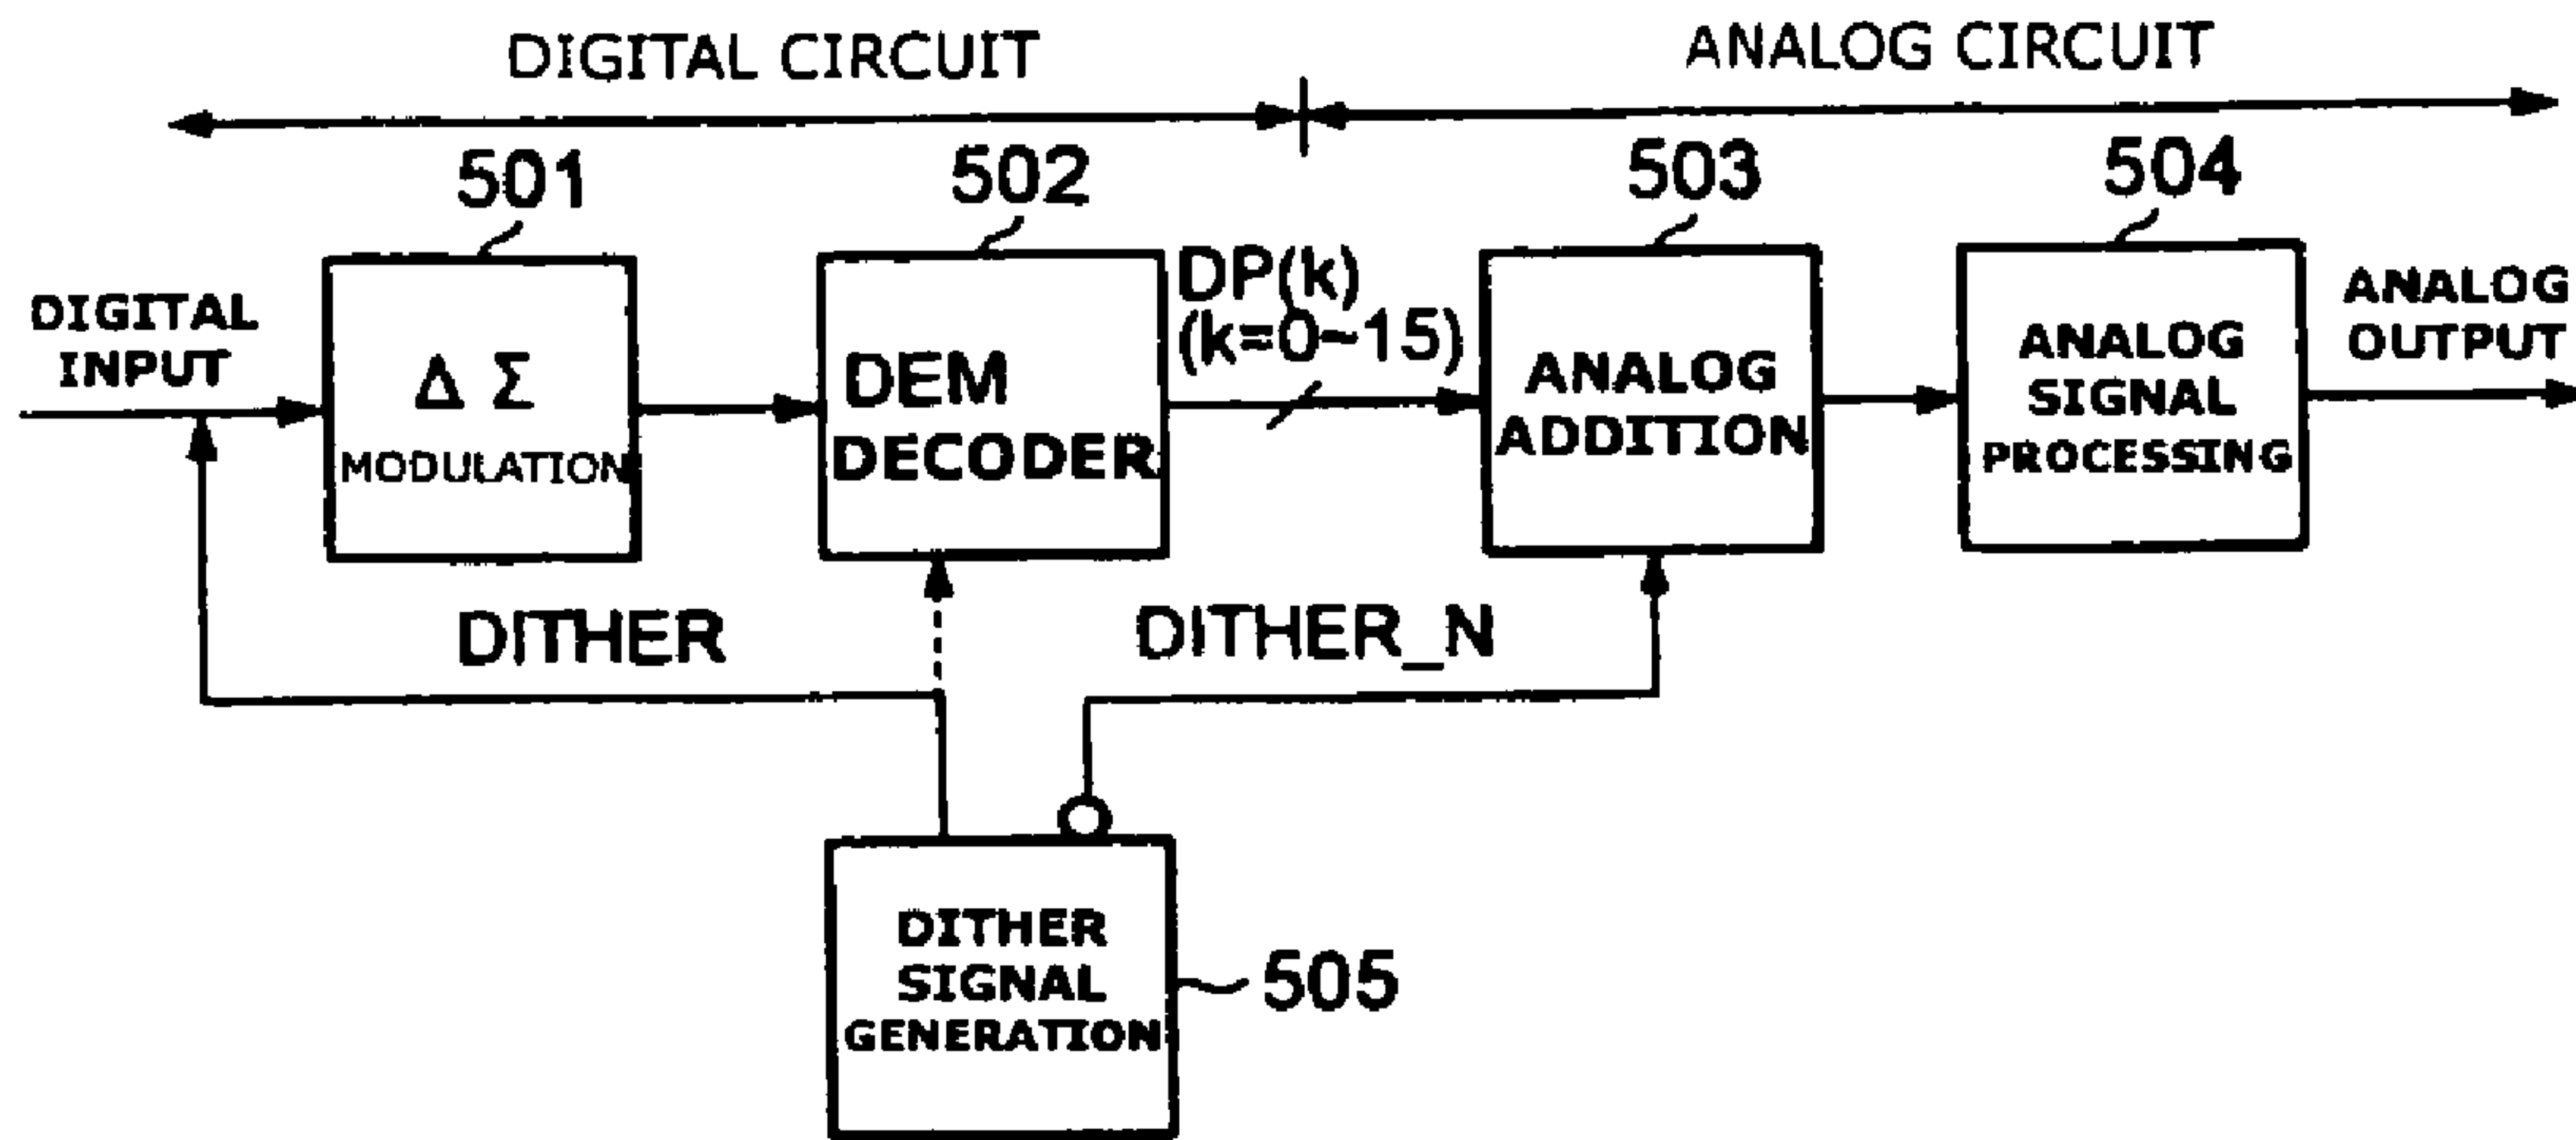 DIGITAL CIRCUIT
ANALOG CIRCUIT
501
502
503
504
DIGITAL
INPUT
Δ Σ
MODULATION
DEM
DECODER
DP(k)
(k=0~15)
ANALOG
ADDITION
ANALOG
SIGNAL
PROCESSING
ANALOG
OUTPUT
DITHER
DITHER_N
DITHER
SIGNAL
GENERATION
505